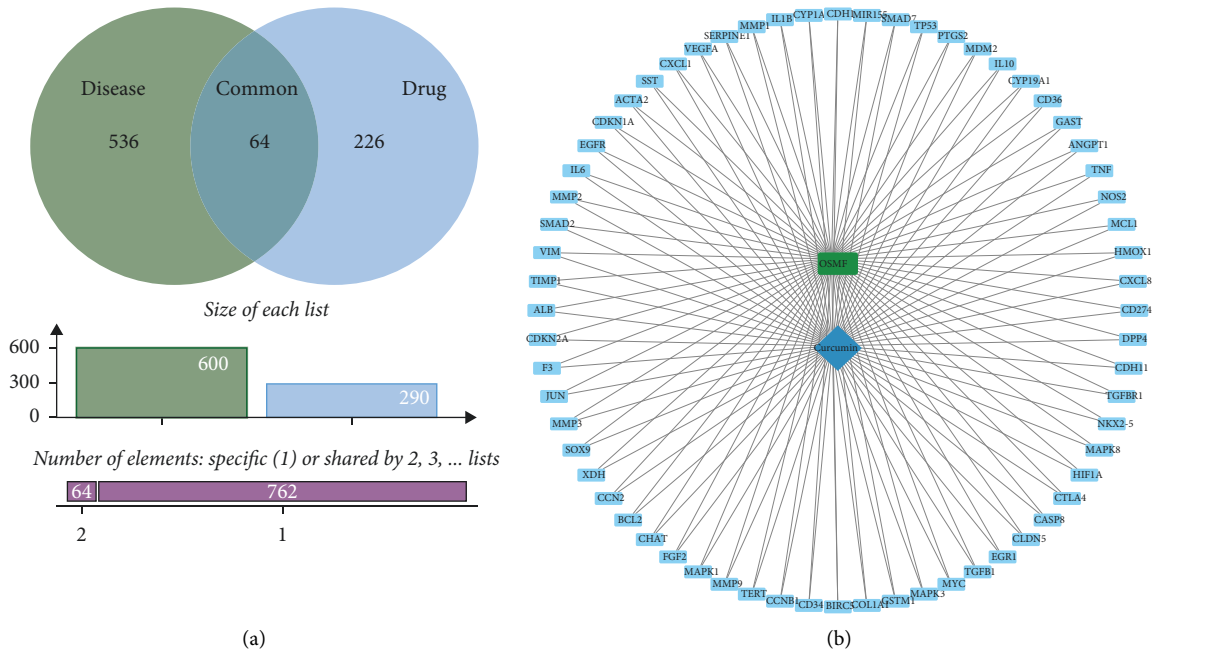 Disease
Common
Drug
536
64
226
Size of each list
600
300
0
600
290
Number of elements: specific (1) or shared by 2, 3, ... lists
64
762
2
1
(a)
CDH1
MIR155
SMAD7
TP53
PTGS2
MDM2
IL10
CYP19A1
CD36
GAST
ANGPT1
TNF
NOS2
MCL1
HMOX1
CXCL8
CD274
DPP4
CDH11
TGFBR1
NKX2-5
MAPK8
HIF1A
CTLA4
CASP8
CLDN5
EGR1
TGFB1
MYC
MAPK3
GSTM1
COL1A1
BIRC5
CD34
CCNB1
TERT
MMP9
MAPK1
FGF2
CHAT
BCL2
CCN2
XDH
SOX9
MMP3
JUN
F3
CDKN2A
ALB
TIMP1
VIM
SMAD2
MMP2
IL6
EGFR
CDKN1A
ACTA2
SST
CXCL1
VEGFA
SERPINE1
MMP1
IL1B
CYP1A
OSMF
Curcumin
(b)